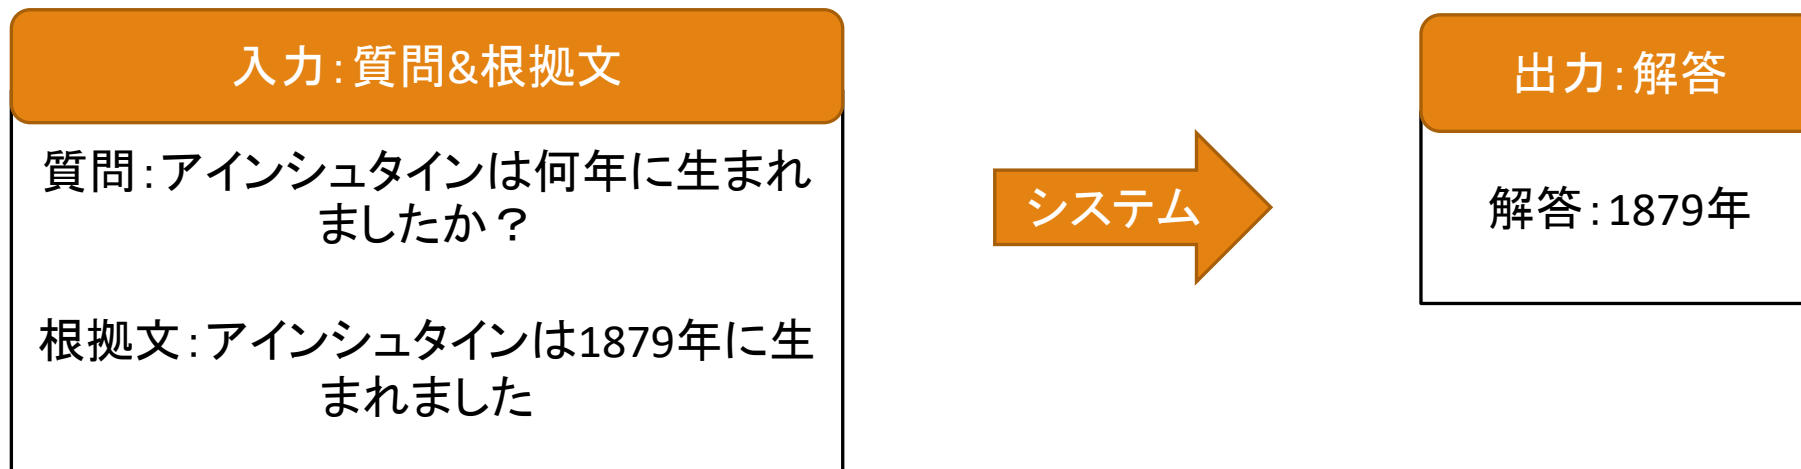 入力：質問&根拠文
質問：アインシュタインは何年に生まれ
ましたか？
根拠文：アインシュタインは1879年に生
まれました
システム
出力：解答
解答：1879年